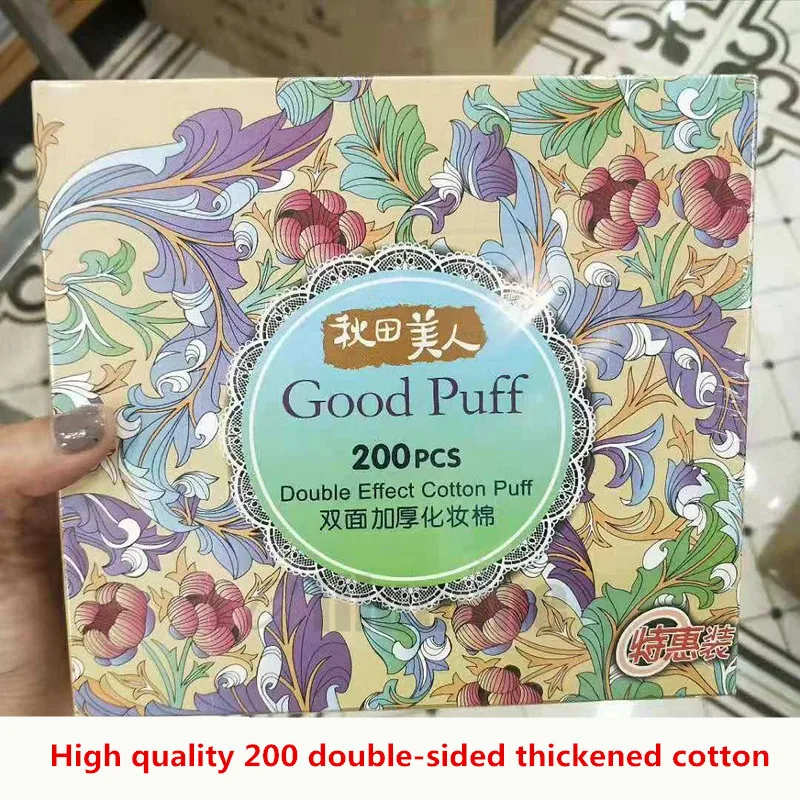 秋田美人
Good Puff
200PCS
Double Effect Cotton Puff
双面加厚化妆棉
特惠装
High quality 200 double-sided thickened cotton